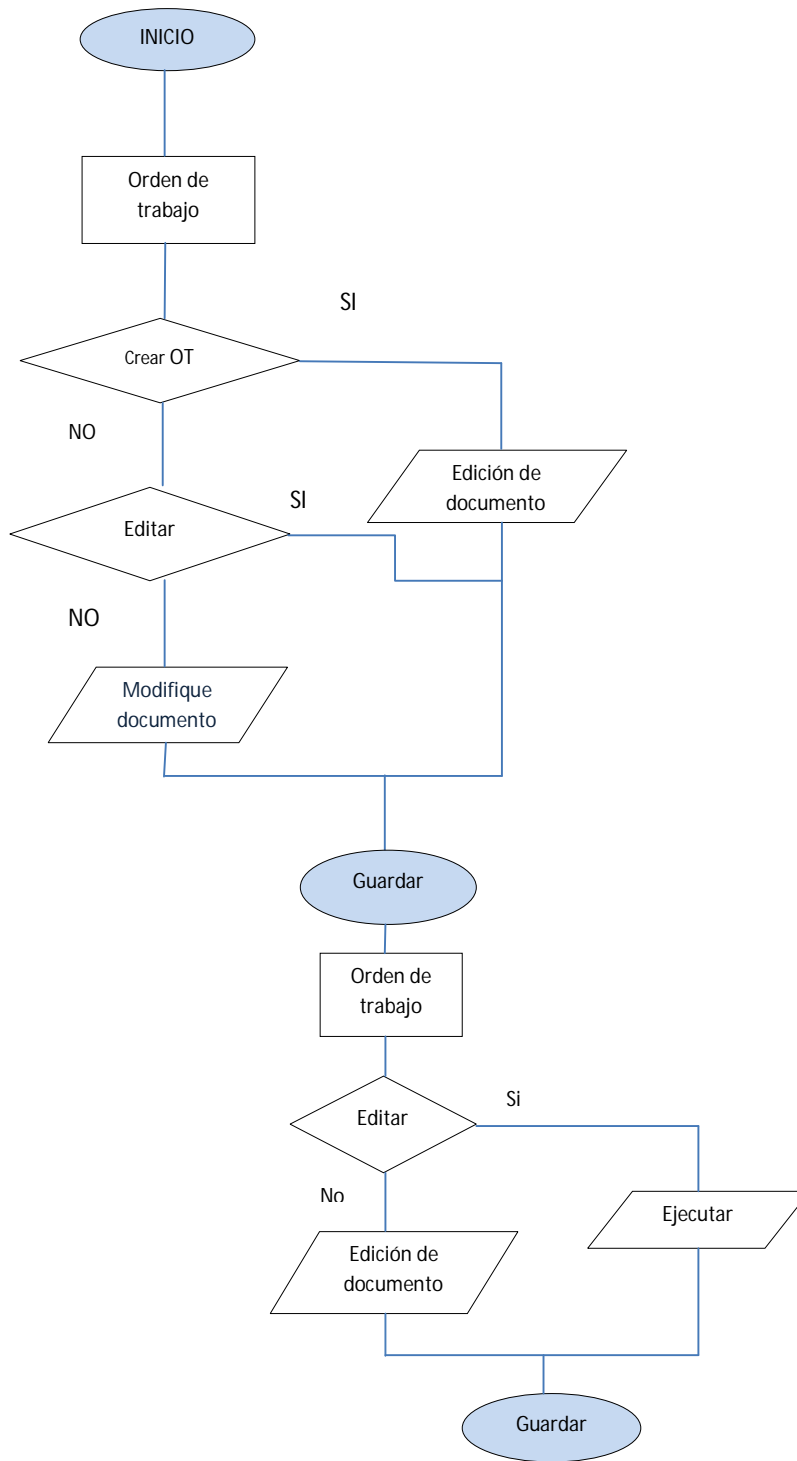 INICIO
Orden de
trabajo
SI
Crear OT
NO
Edición de
documento
SI
Editar
NO
Modifique
documento
Guardar
Orden de
trabajo
Editar
Si
No
Ejecutar
Edición de
documento
Guardar